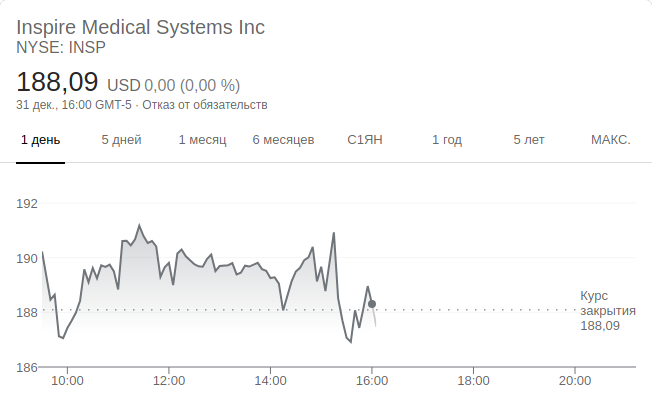 Inspire Medical Systems Inc
NYSE: INSP
188,09 USD 0,00 (0,00 %)
31 дек., 16:00 GMT-5 · Отказ от обязательств
1 день 5 дней 1 месяц 6 месяцев С1ЯН 1 год 5 лет МАКС.
192
190
188
186
Курс
закрытия
188,09
10:00 12:00 14:00 16:00 18:00 20:00